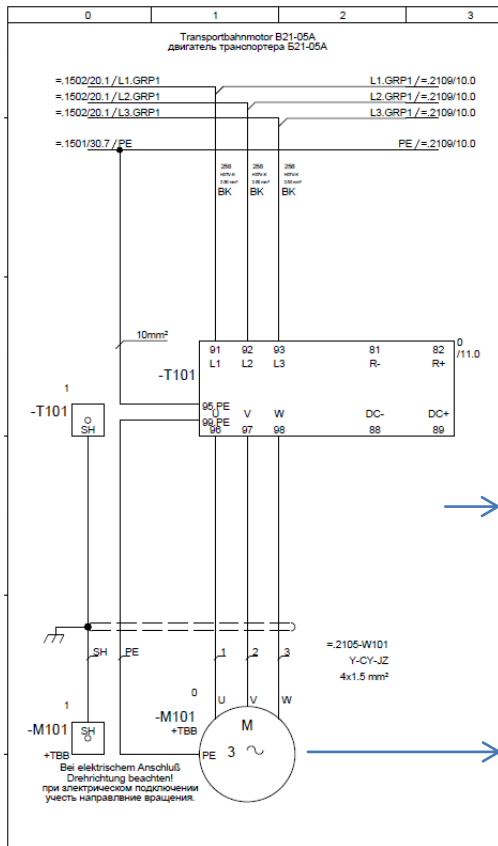 0 1 2 3
Transportbahnmotor B21-05A
двигатель транспортера Б21-05А
=.1502/20.1 / L1.GRP1 L1.GRP1 / =.2109/10.0
=.1502/20.1 / L2.GRP1 L2.GRP1 / =.2109/10.0
=.1502/20.1 / L3.GRP1 L3.GRP1 / =.2109/10.0
=.1501/30.7 / PE PE / =.2109/10.0
256 256 256
BK BK BK
10mm²
0
91 92 93 81 82
/11.0
L1 L2 L3 R- R+
-T101
1
-T101
SH
95 PE
U V W DC- DC+
99 PE
96 97 98 88 89
=.2105-W101
SH PE 1 2 3
Y-CY-JZ
4x1.5 mm²
0
U V W
1
-M101
+TBB
M
-M101
SH
+TBB
PE
3 ~
Bei elektrischem Anschluß
Drehrichtung beachten!
при алектрическом подключении
учесть направлвние вращения.